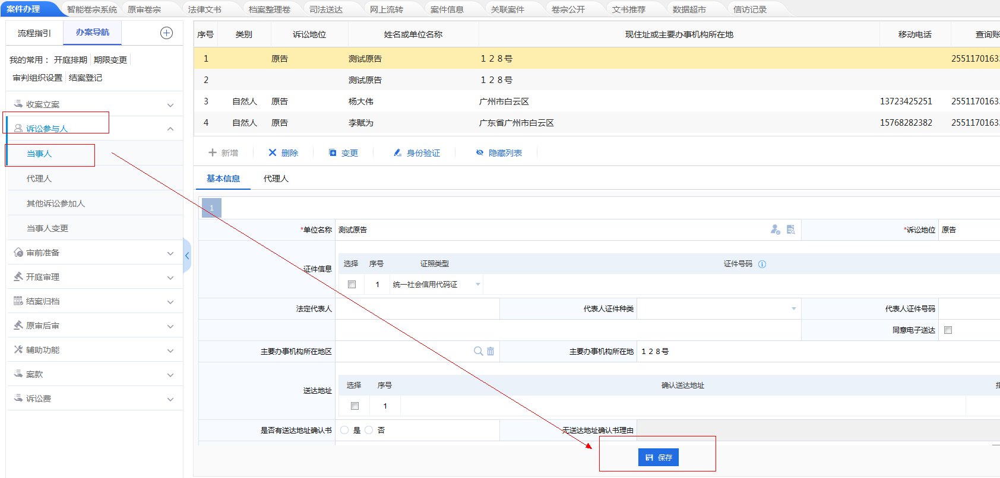 案件办理 智能卷宗系统 原审卷宗 法律文书 档案整理卷 司法送达 网上流转 案件信息 关联案件 卷宗公开 文书推荐 数据超市 信访记录
流程指引 办案导航
我的常用： 开庭排期 期限变更
审判组织设置 结案登记
收案立案
诉讼参与人
当事人
代理人
其他诉讼参加人
当事人变更
审前准备
开庭审理
结案归档
原审后审
辅助功能
案款
诉讼费
序号 类别 诉讼地位 姓名或单位名称 现住址或主要办事机构所在地 移动电话 查询账
1 原告 测试原告 １２８号 2551170163
2 测试原告 １２８号
3 自然人 原告 杨大伟 广州市白云区 13723425251 2551170163
4 自然人 原告 李赋为 广东省广州市白云区 15768282382 2551170163
新增 删除 变更 身份验证 隐藏列表
基本信息 代理人
1
*单位名称 测试原告 *诉讼地位 原告
证件信息
选择 序号 证照类型 证件号码
1 统一社会信用代码证
法定代表人 代表人证件种类 代表人证件号码
同意电子送达
主要办事机构所在地区 主要办事机构所在地 １２８号
送达地址
选择 序号 确认送达地址
1
是否有送达地址确认书 是 否 无送达地址确认书理由
保存